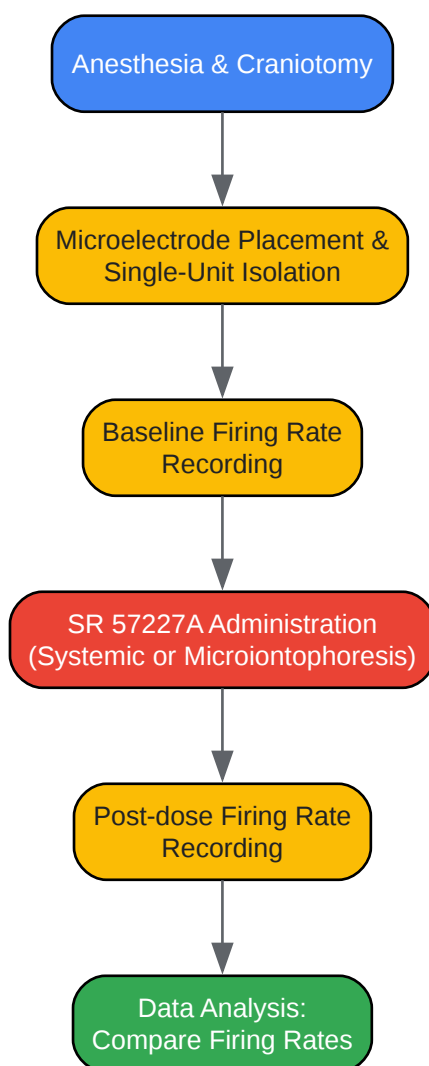 Anesthesia & Craniotomy
Microelectrode Placement &
Single-Unit Isolation
Baseline Firing Rate
Recording
SR 57227A Administration
(Systemic or Microiontophoresis)
Post-dose Firing Rate
Recording
Data Analysis:
Compare Firing Rates